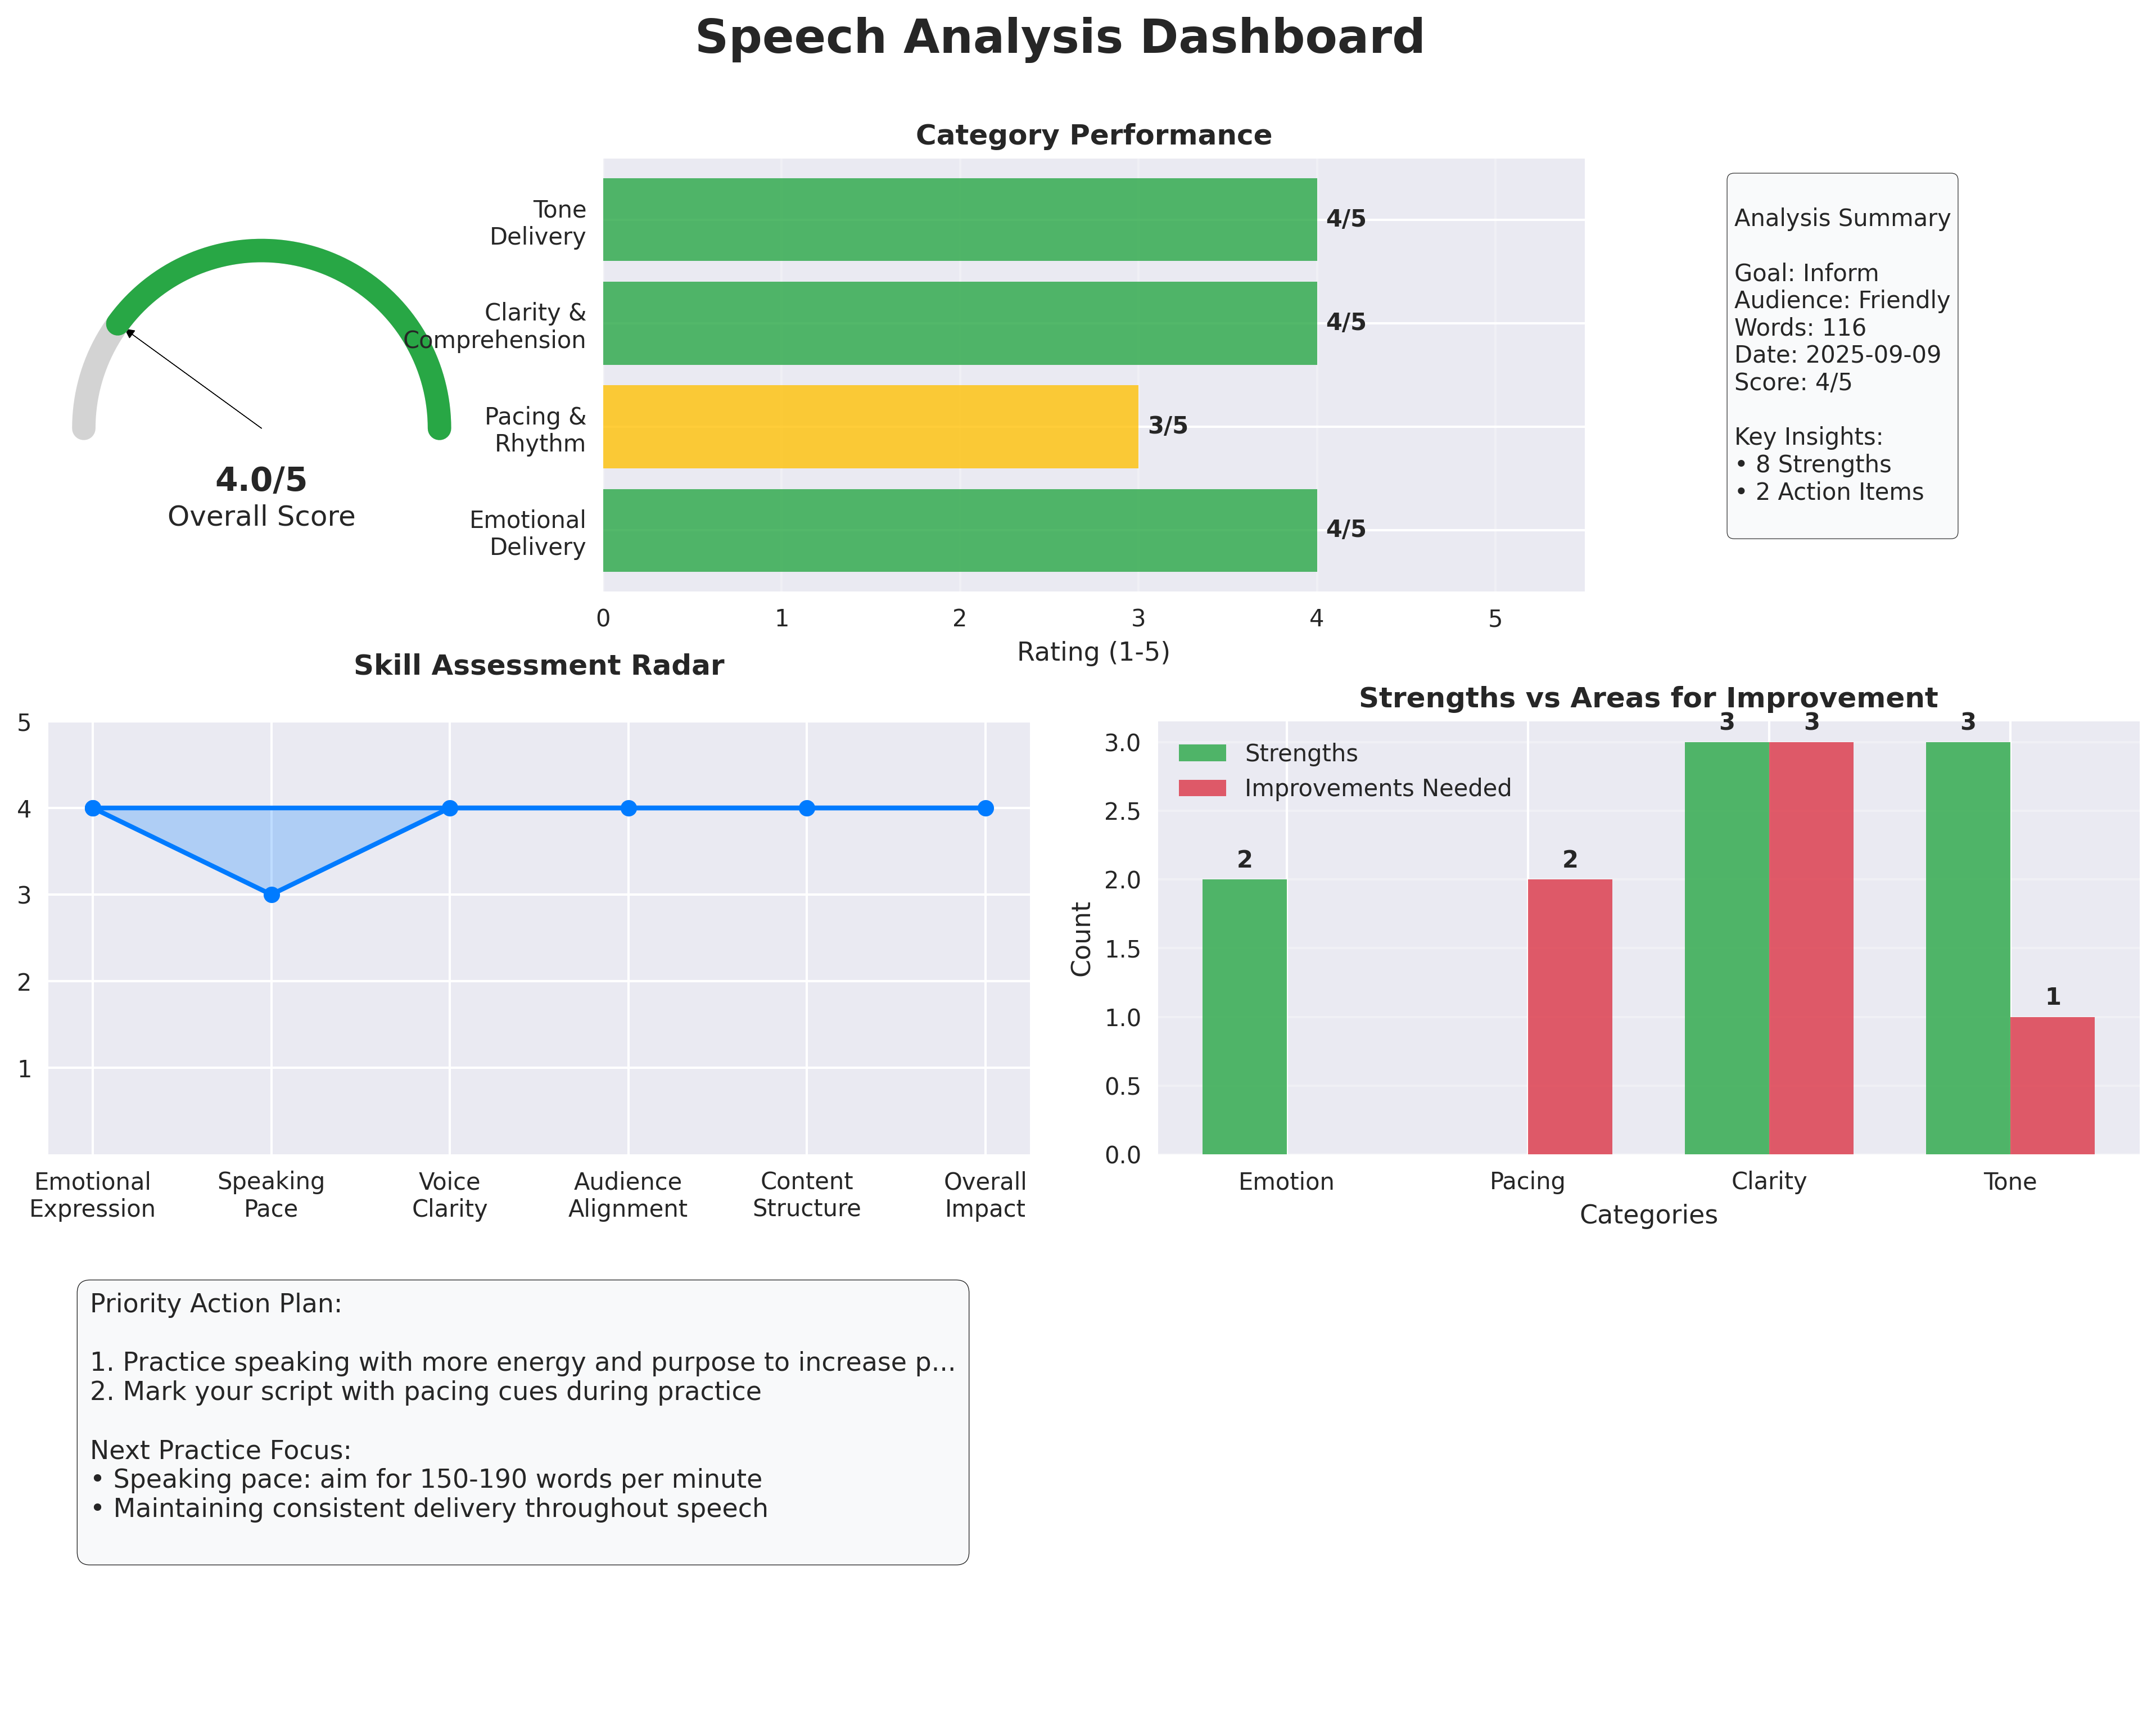 Speech Analysis Dashboard
4.0/5
Overall Score
Category Performance
Tone
Delivery
4/5
Clarity &
Comprehension
4/5
Pacing &
Rhythm
3/5
Emotional
Delivery
4/5
0 1 2 3 4 5
Rating (1-5)
Analysis Summary
Goal: Inform
Audience: Friendly
Words: 116
Date: 2025-09-09
Score: 4/5
Key Insights:
• 8 Strengths
• 2 Action Items
Skill Assessment Radar
5
4
3
2
1
Emotional
Expression
Speaking
Pace
Voice
Clarity
Audience
Alignment
Content
Structure
Overall
Impact
Strengths vs Areas for Improvement
Strengths
Improvements Needed
3.0
2.5
2.0
1.5
1.0
0.5
0.0
Count
2
2
3
3
3
1
Emotion
Pacing
Clarity
Tone
Categories
Priority Action Plan:
1. Practice speaking with more energy and purpose to increase p...
2. Mark your script with pacing cues during practice
Next Practice Focus:
• Speaking pace: aim for 150-190 words per minute
• Maintaining consistent delivery throughout speech